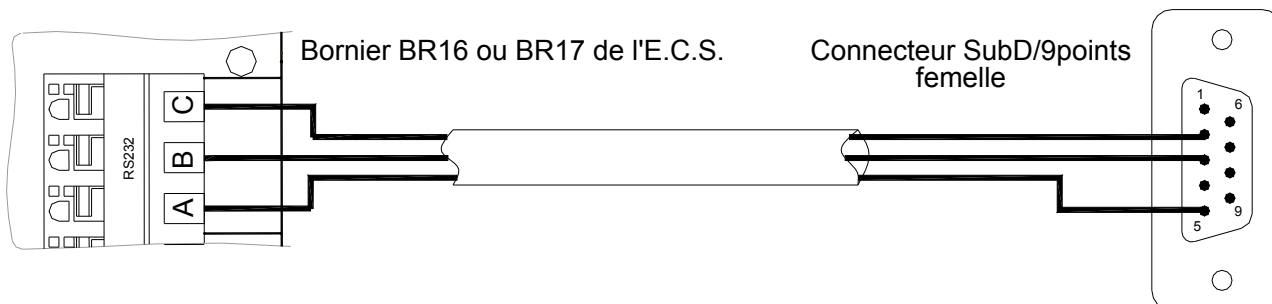 Bornier BR16 ou BR17 de l'E.C.S.
Connecteur SubD/9points
femelle
RS232
C
B
A
1
6
5
9